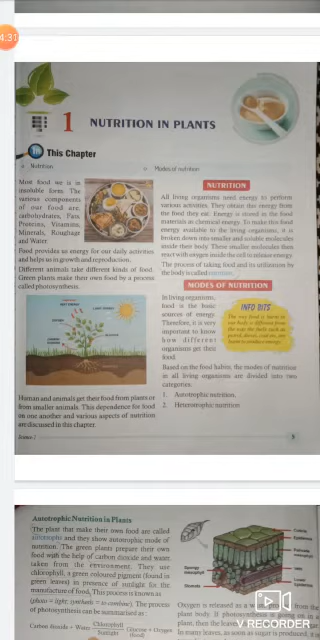 4:31
1
NUTRITION IN PLANTS
In This Chapter
Nutrition
Modes of nutrition
Most food we is in
insoluble form. The
various components
of our food are,
carbohydrates, Fats,
Proteins, Vitamins,
Minerals, Roughage
and Water.
Food provides us energy for our daily activities
and helps us in growth and reproduction.
Different animals take different kinds of food.
Green plants make their own food by a process
called photosynthesis.
Human and animals get their food from plants or
from smaller animals. This dependence for food
on one another and various aspects of nutrition
are discussed in this chapter.
NUTRITION
All living organisms need energy to perform
various activities. They obtain this energy from
the food they eat. Energy is stored in the food
materials as chemical energy. To make this food
energy available to the living organisms, it is
broken down into smaller and soluble molecules
inside their body. These smaller molecules then
react with oxygen inside the cell to release energy.
The process of taking food and its utilisation by
the body is called nutrition.
MODES OF NUTRITION
In living organisms,
food is the basic
sources of energy.
Therefore, it is very
important to know
how different
organisms get their
food.
INFO BITS
Based on the food habits, the modes of nutrition
in all living organisms are divided into two
categories:
1. Autotrophic nutrition,
2. Heterotrophic nutrition
Science-7
Autotrophic Nutrition in Plants
The plant that make their own food are called
autotrophs and they show autotrophic mode of
nutrition. The green plants prepare their own
food with the help of carbon dioxide and water,
taken from the environment. They use
chlorophyll, a green coloured pigment (found in
green leaves) in presence of sunlight for the
manufacture of food. This process is known as
(photo = light, synthesis = to combine). The process
of photosynthesis can be summarised as :
Carbon dioxide + Water Chlorophyll Sunlight Glucose + Oxygen
(food)
Cuticle
Epidermis
Stomata
Oxygen is released as a
from the
plant body. If photosynthesis is
plant, then the
In many leaves, as soon as sugar is produced,
V RECORDER